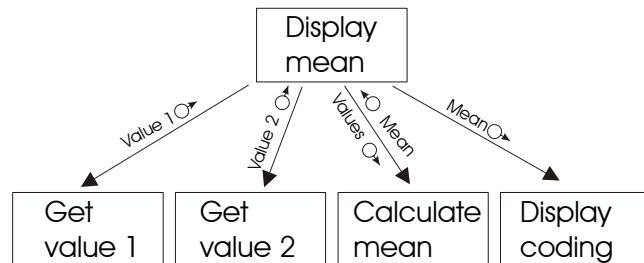 Display
mean
Value 1
Value 2
Values
Mean
Mean
Get
value 1
Get
value 2
Calculate
mean
Display
coding